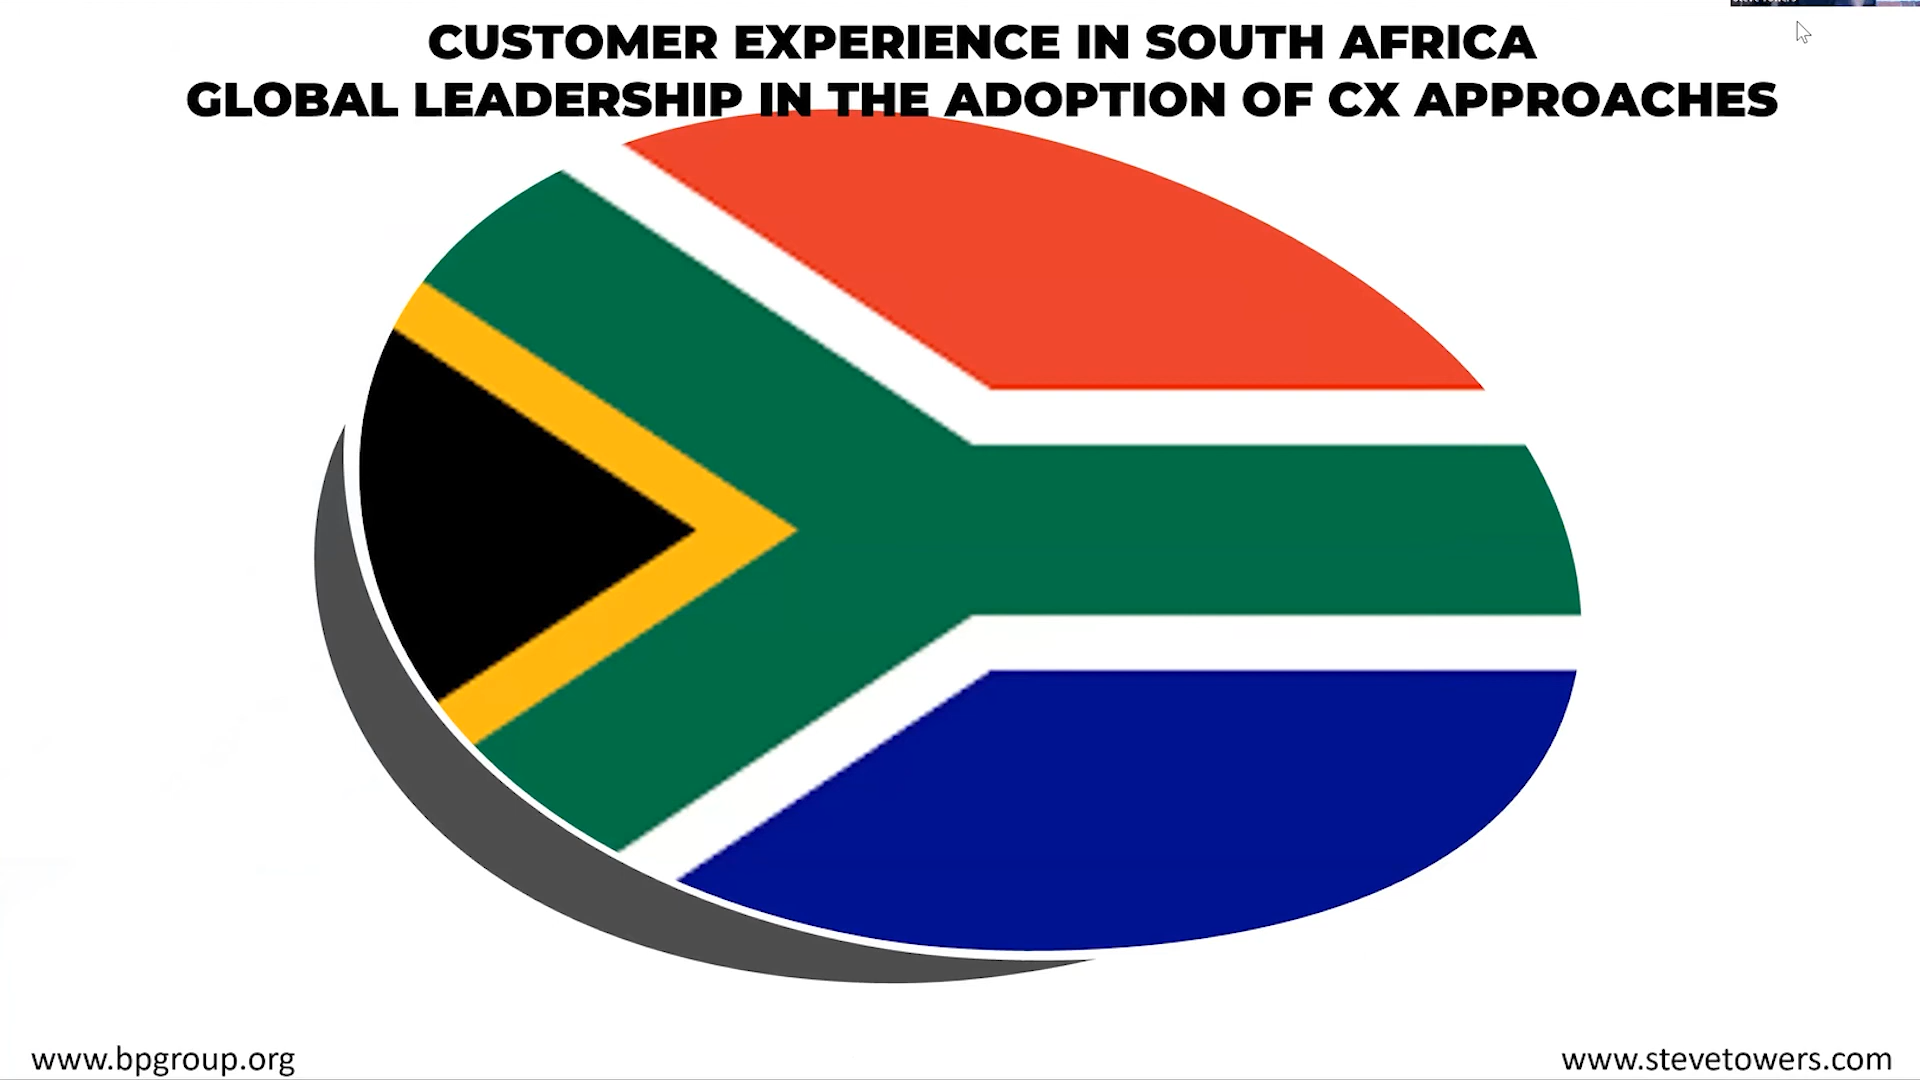 CUSTOMER EXPERIENCE IN SOUTH AFRICA
GLOBAL LEADERSHIP IN THE ADOPTION OF CX APPROACHES
www.bpgroup.org
www.stevetowers.com